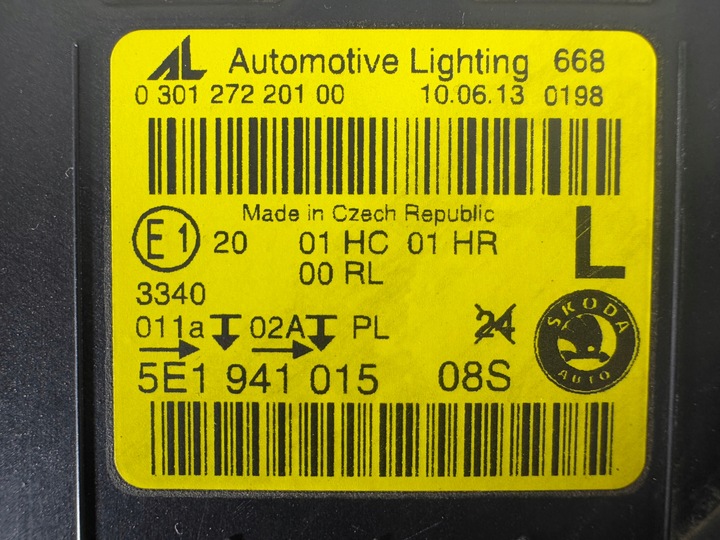 AL Automotive Lighting 668
0 301 272 201 00 10.06.13 0198
Made in Czech Republic
E1 20 01 HC 01 HR L
00 RL
3340
011a 02A PL 24
5E1 941 015 08S
SKODA
AUTO